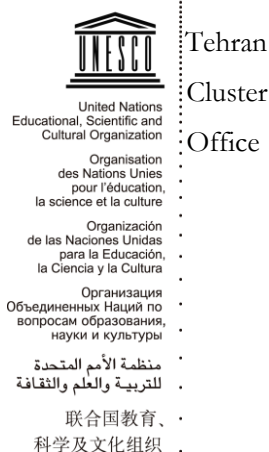 UNESCO
United Nations
Educational, Scientific and
Cultural Organization
Organisation
des Nations Unies
pour l'éducation,
la science et la culture
Organización
de las Naciones Unidas
para la Educación,
la Ciencia y la Cultura
Организация
Объединенных Наций по
вопросам образования,
науки и культуры
منظمة الأمم المتحدة
للتربية والعلم والثقافة
联合国教育、
科学及文化组织
Tehran
Cluster
Office